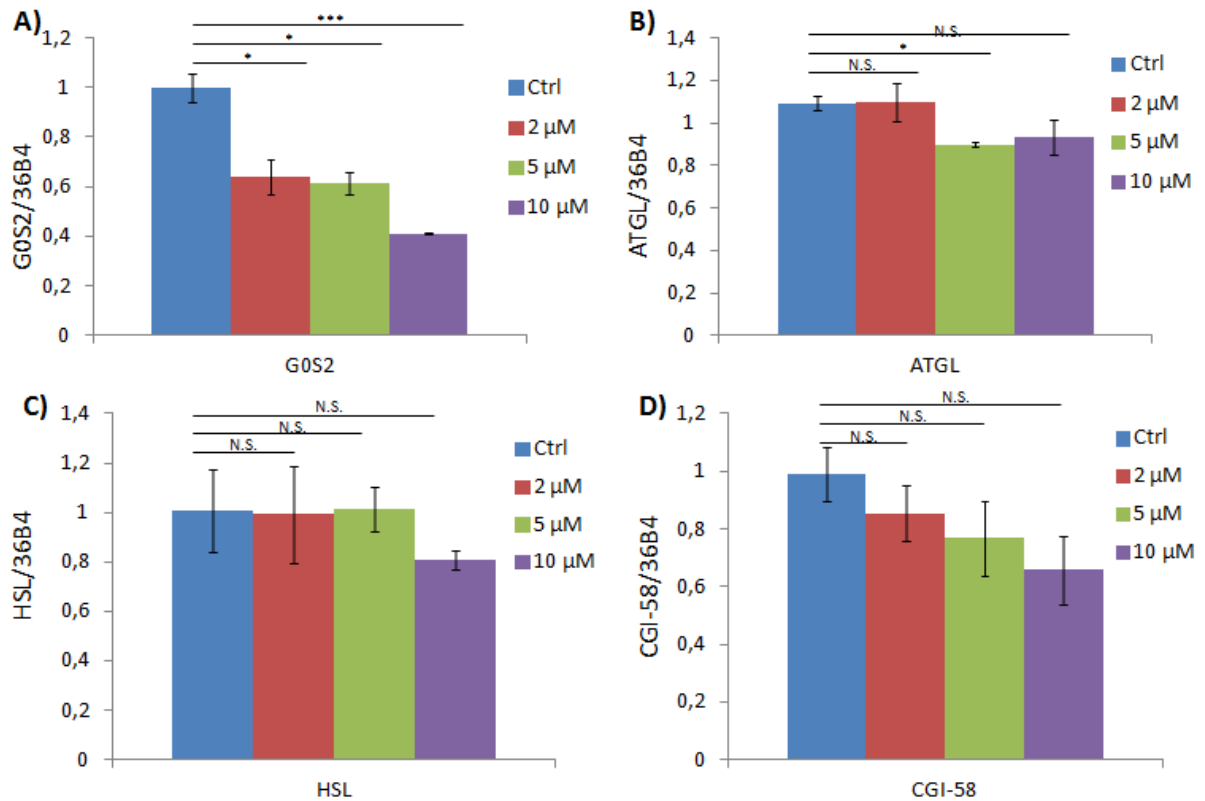 A)
***
*
*
1,2
1
0,8
0,6
0,4
0,2
0
G0S2/36B4
G0S2
Ctrl
2 µM
5 µM
10 µM
B)
N.S.
*
N.S.
1,4
1,2
1
0,8
0,6
0,4
0,2
0
ATGL/36B4
ATGL
Ctrl
2 µM
5 µM
10 µM
C)
N.S.
N.S.
N.S.
1,4
1,2
1
0,8
0,6
0,4
0,2
0
HSL/36B4
HSL
Ctrl
2 µM
5 µM
10 µM
D)
N.S.
N.S.
N.S.
1,2
1
0,8
0,6
0,4
0,2
0
CGI-58/36B4
CGI-58
Ctrl
2 µM
5 µM
10 µM